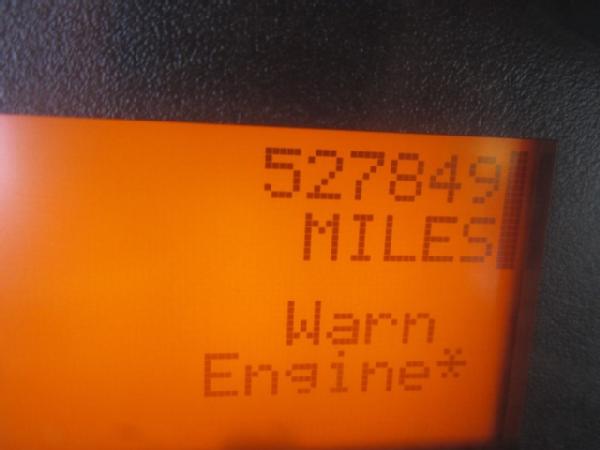 527849
MILES
Warn
Engine*